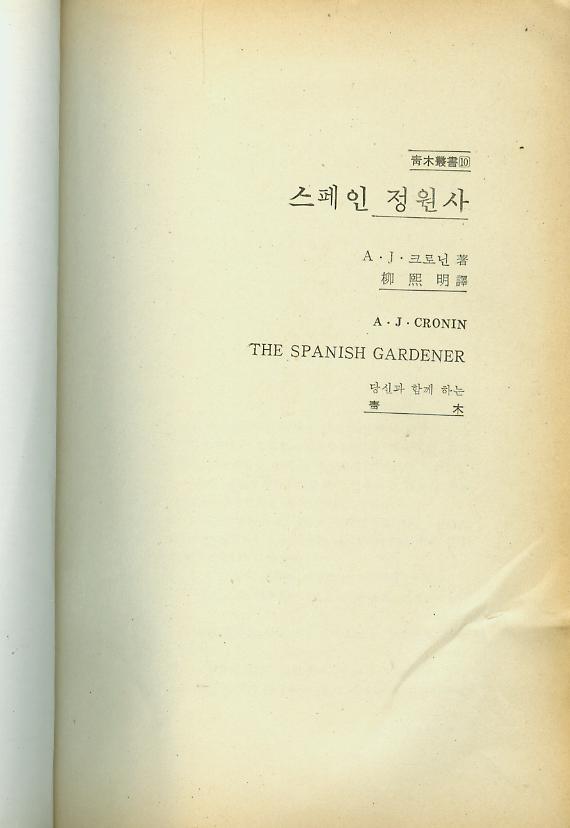 靑木叢書⑩
스페인 정원사
A·J·크로닌 著
柳 熙 明 譯
A·J·CRONIN
THE SPANISH GARDENER
당신과 함께 하는
靑 木